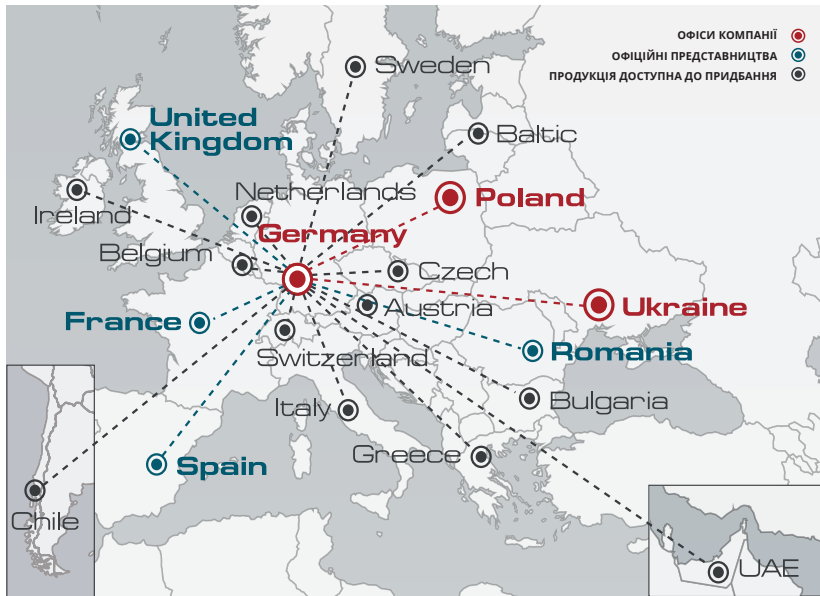 ОФІСИ КОМПАНІЇ
ОФІЦІЙНІ ПРЕДСТАВНИЦТВА
ПРОДУКЦІЯ ДОСТУПНА ДО ПРИДБАННЯ
Sweden
United
Kingdom
Baltic
Netherlands
Poland
Ireland
Germany
Belgium
Czech
Austria
Ukraine
France
Switzerland
Romania
Italy
Bulgaria
Greece
Spain
Chile
UAE